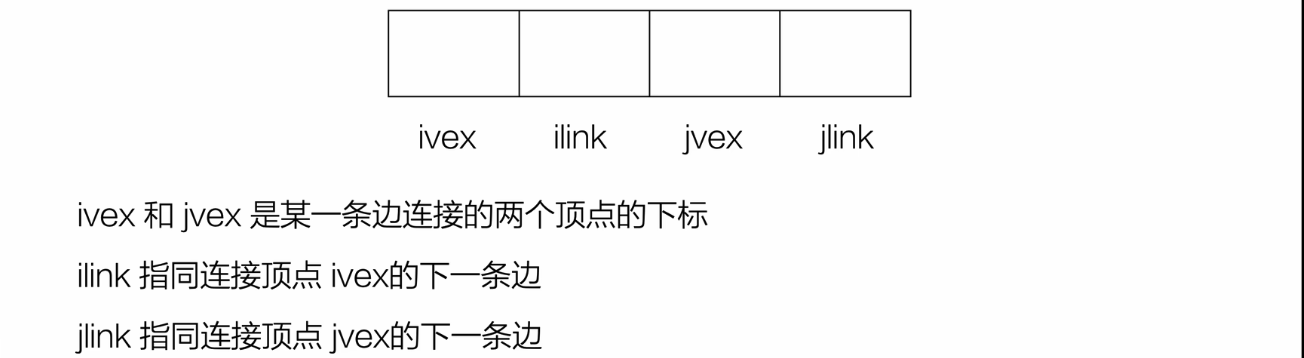 ivex ilink jvex jlink
ivex 和 jvex 是某一条边连接的两个顶点的下标
ilink 指同连接顶点 ivex的下一条边
jlink 指同连接顶点 jvex的下一条边